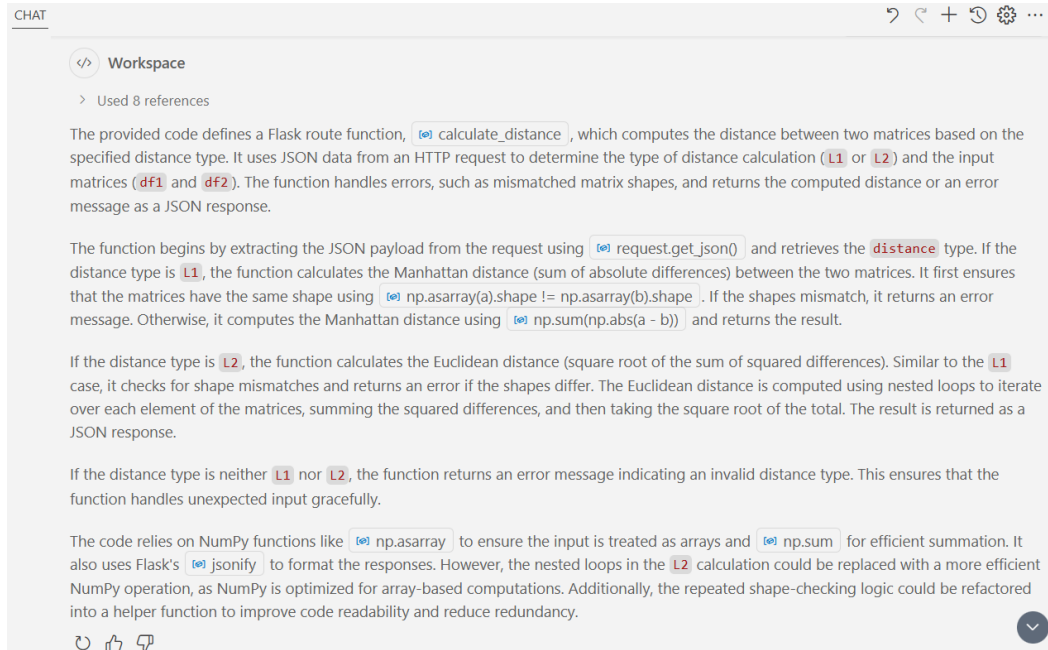 CHAT
Workspace
Used 8 references
The provided code defines a Flask route function, calculate_distance , which computes the distance between two matrices based on the
specified distance type. It uses JSON data from an HTTP request to determine the type of distance calculation ( L1 or L2 ) and the input
matrices ( df1 and df2 ). The function handles errors, such as mismatched matrix shapes, and returns the computed distance or an error
message as a JSON response.
The function begins by extracting the JSON payload from the request using request.get_json() and retrieves the distance type. If the
distance type is L1 , the function calculates the Manhattan distance (sum of absolute differences) between the two matrices. It first ensures
that the matrices have the same shape using np.asarray(a).shape != np.asarray(b).shape . If the shapes mismatch, it returns an error
message. Otherwise, it computes the Manhattan distance using np.sum(np.abs(a - b)) and returns the result.
If the distance type is L2 , the function calculates the Euclidean distance (square root of the sum of squared differences). Similar to the L1
case, it checks for shape mismatches and returns an error if the shapes differ. The Euclidean distance is computed using nested loops to iterate
over each element of the matrices, summing the squared differences, and then taking the square root of the total. The result is returned as a
JSON response.
If the distance type is neither L1 nor L2 , the function returns an error message indicating an invalid distance type. This ensures that the
function handles unexpected input gracefully.
The code relies on NumPy functions like np.asarray to ensure the input is treated as arrays and np.sum for efficient summation. It
also uses Flask's jsonify to format the responses. However, the nested loops in the L2 calculation could be replaced with a more efficient
NumPy operation, as NumPy is optimized for array-based computations. Additionally, the repeated shape-checking logic could be refactored
into a helper function to improve code readability and reduce redundancy.